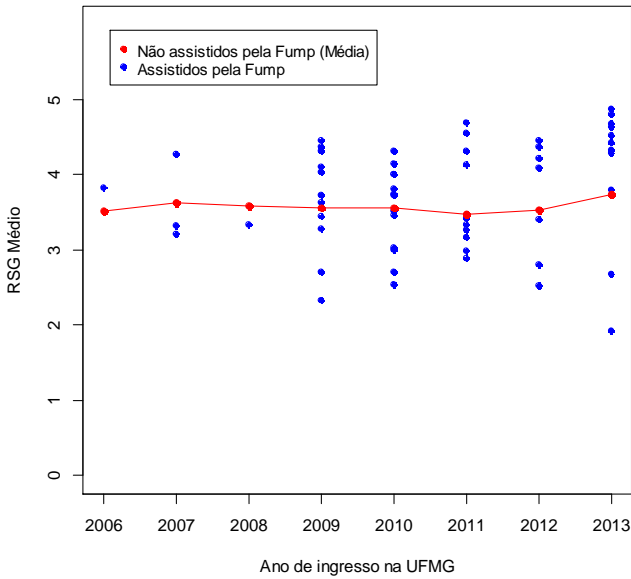 Não assistidos pela Fump (Média)
Assistidos pela Fump
RSG Médio
5
4
3
2
1
0
2006 2007 2008 2009 2010 2011 2012 2013
Ano de ingresso na UFMG